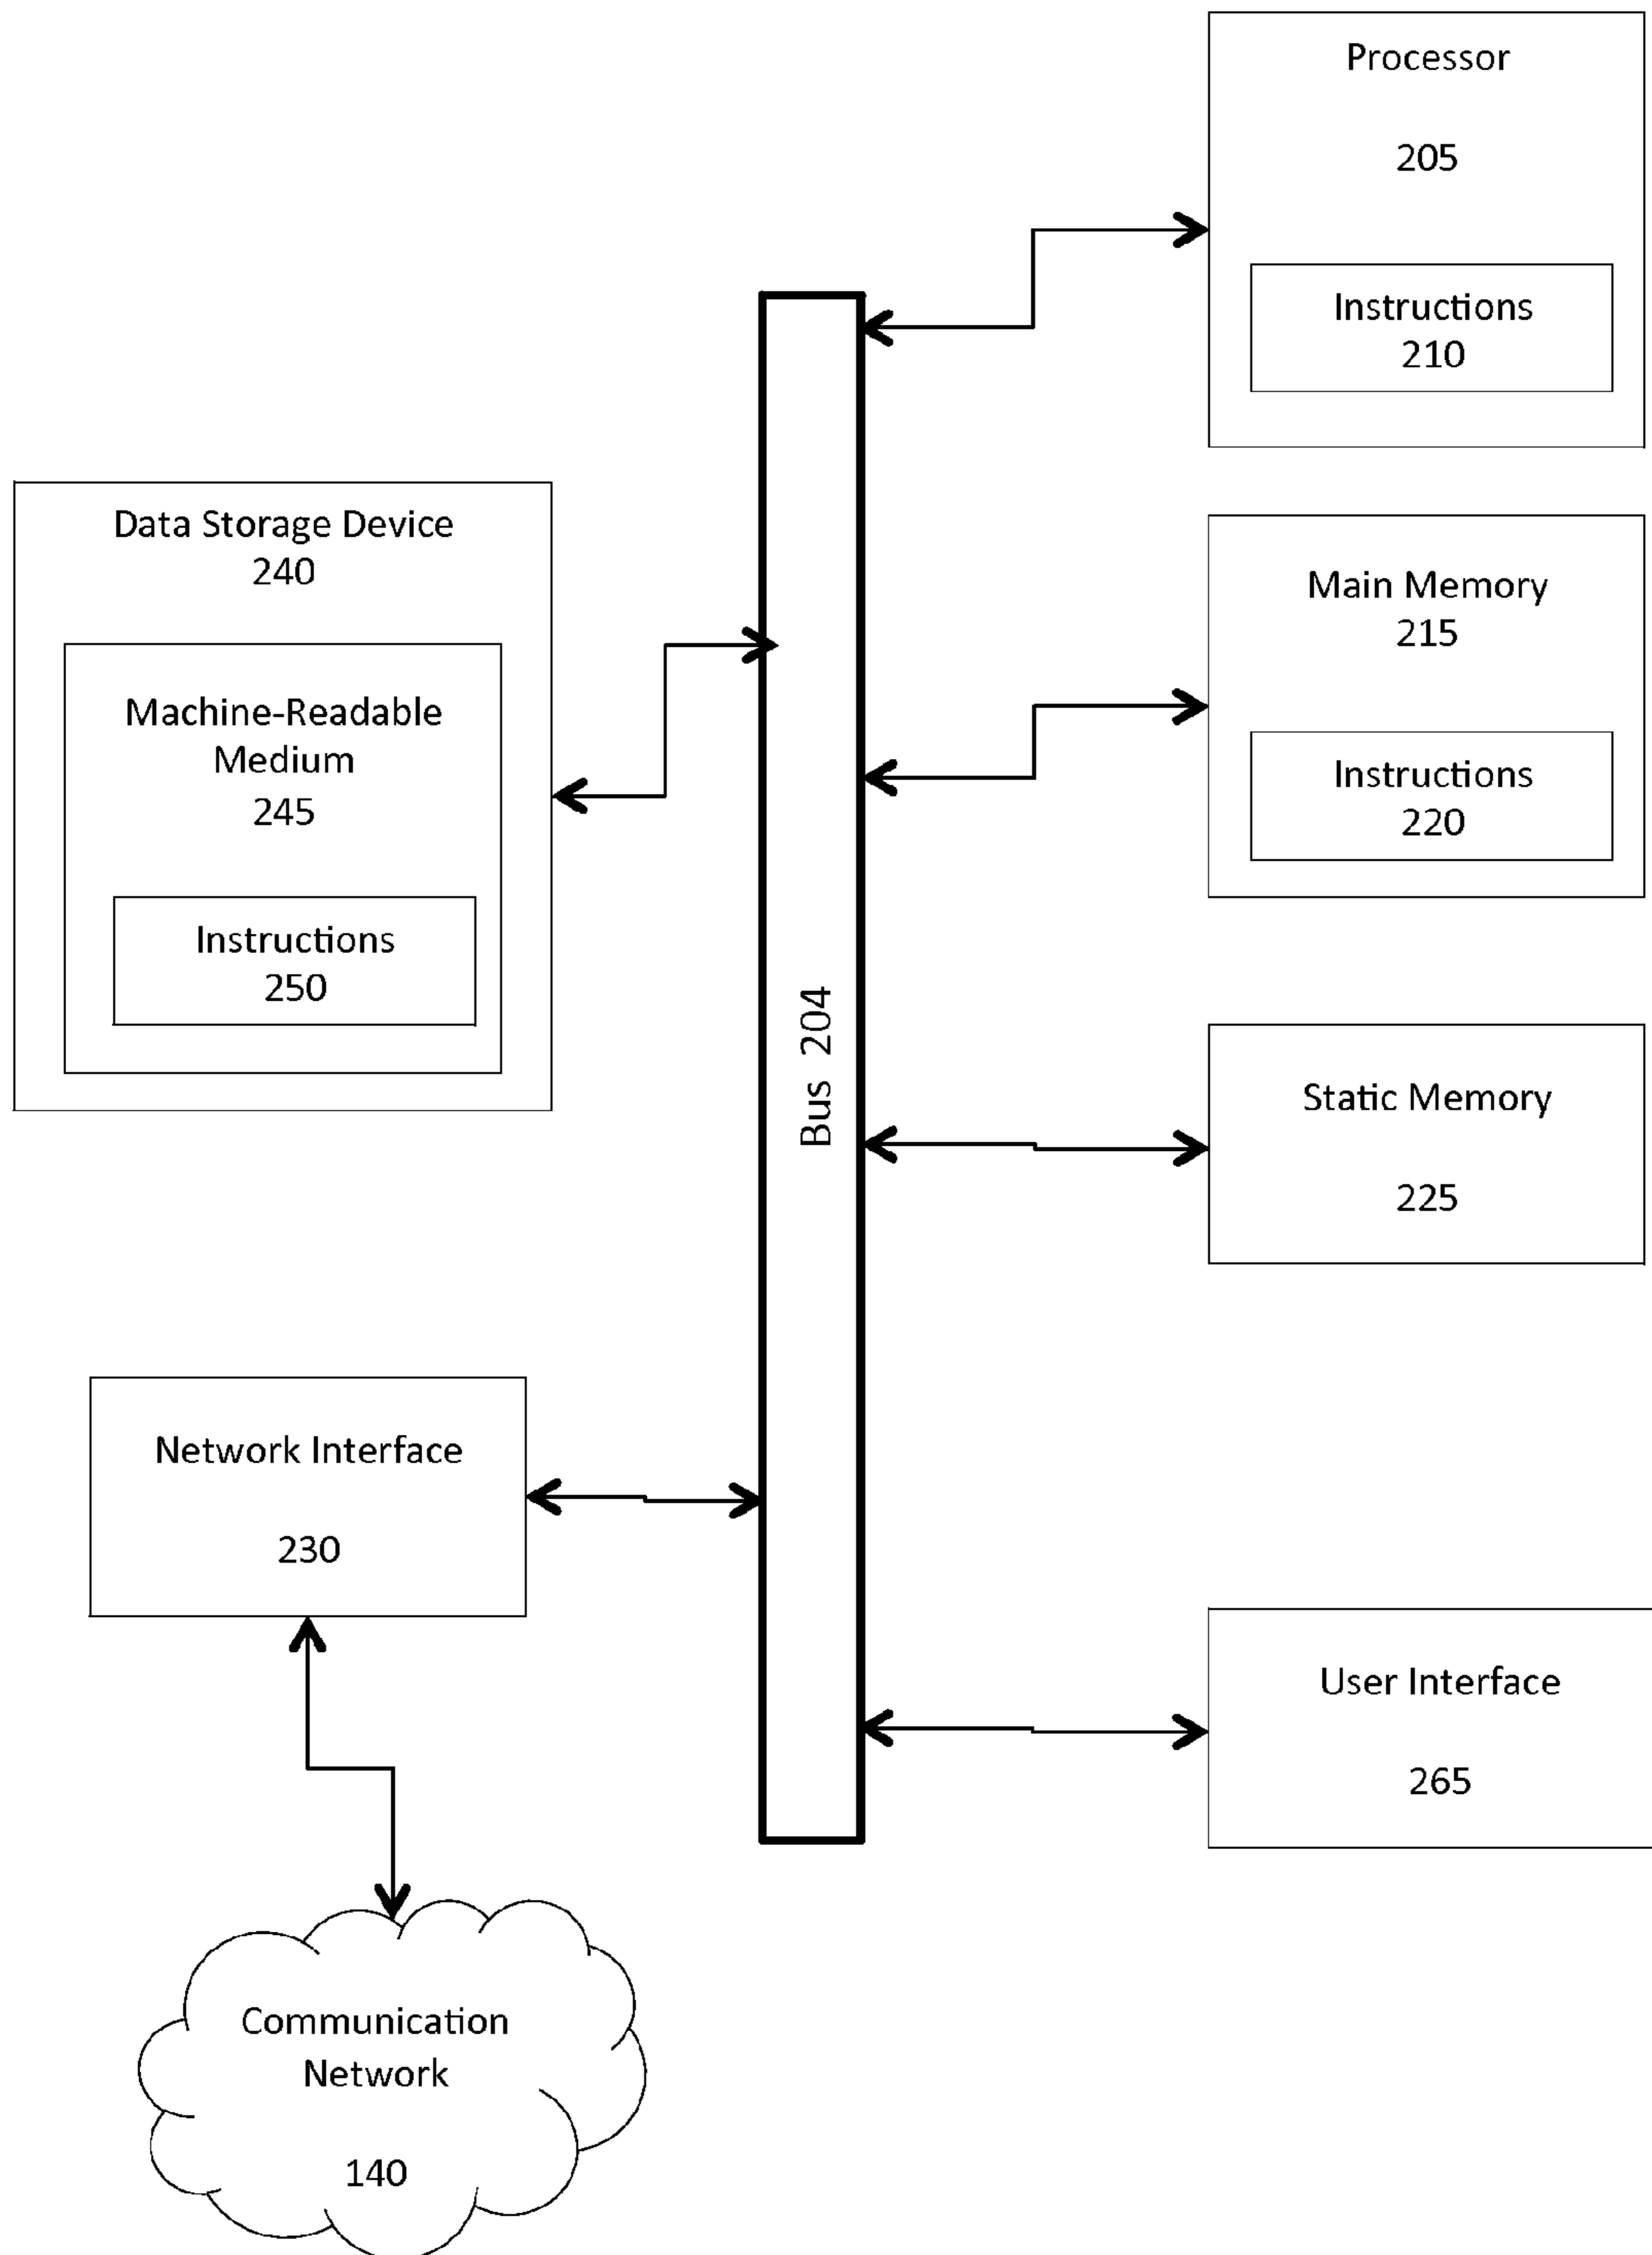 Processor
205
Instructions
210
Data Storage Device
240
Machine-Readable
Medium
245
Instructions
250
Main Memory
215
Instructions
220
Bus 204
Static Memory
225
Network Interface
230
User Interface
265
Communication
Network
140